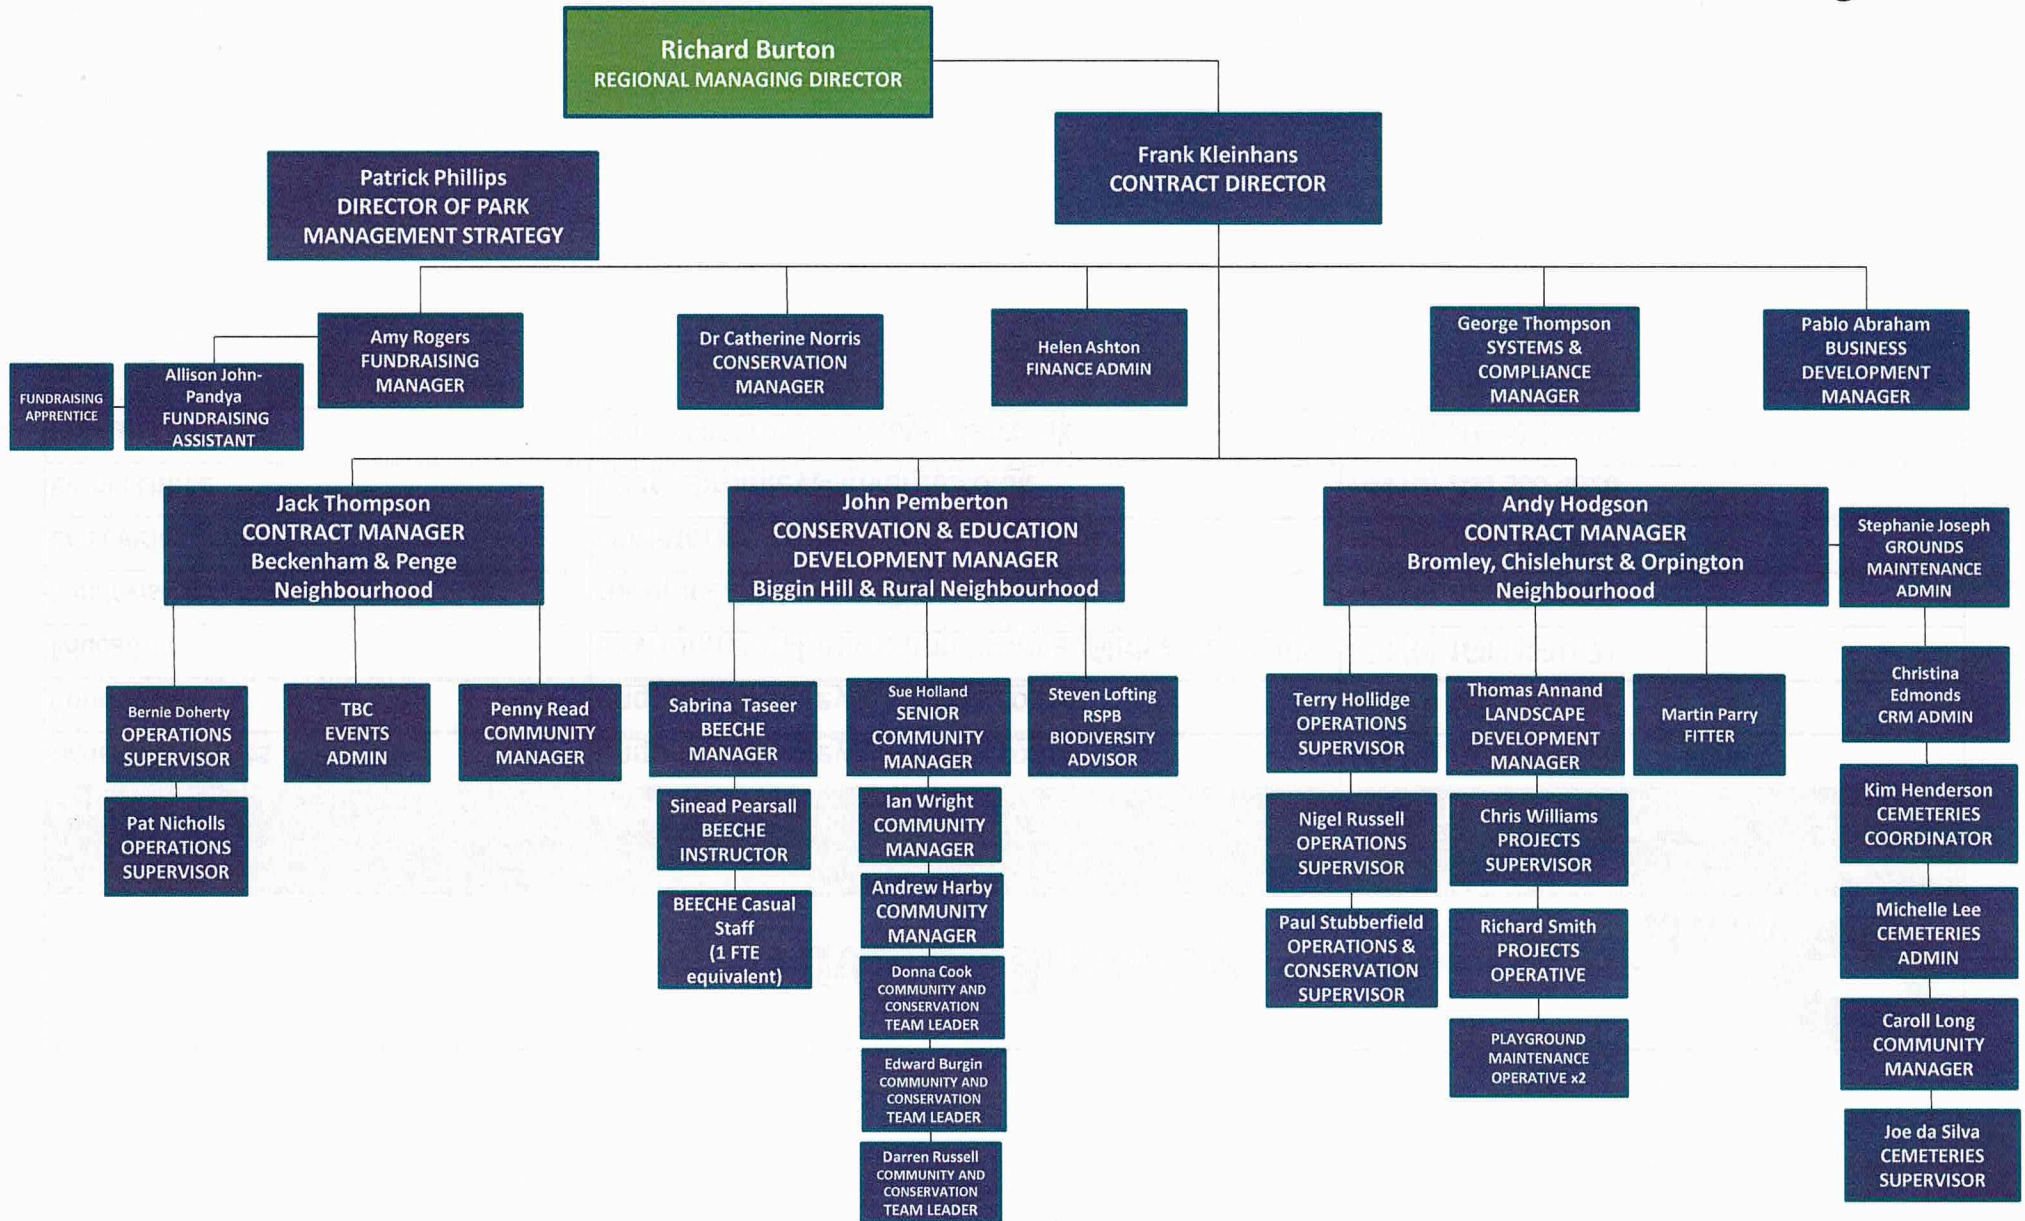 Richard Burton
REGIONAL MANAGING DIRECTOR
Frank Kleinhans
CONTRACT DIRECTOR
Patrick Phillips
DIRECTOR OF PARK
MANAGEMENT STRATEGY
Amy Rogers
FUNDRAISING
MANAGER
Dr Catherine Norris
CONSERVATION
MANAGER
Helen Ashton
FINANCE ADMIN
George Thompson
SYSTEMS &
COMPLIANCE
MANAGER
Pablo Abraham
BUSINESS
DEVELOPMENT
MANAGER
FUNDRAISING
APPRENTICE
Allison John-
Pandya
FUNDRAISING
ASSISTANT
Jack Thompson
CONTRACT MANAGER
Beckenham & Penge
Neighbourhood
John Pemberton
CONSERVATION & EDUCATION
DEVELOPMENT MANAGER
Biggin Hill & Rural Neighbourhood
Andy Hodgson
CONTRACT MANAGER
Bromley, Chislehurst & Orpington
Neighbourhood
Stephanie Joseph
GROUNDS
MAINTENANCE
ADMIN
Bernie Doherty
OPERATIONS
SUPERVISOR
TBC
EVENTS
ADMIN
Penny Read
COMMUNITY
MANAGER
Pat Nicholls
OPERATIONS
SUPERVISOR
Sabrina Taseer
BEECHE
MANAGER
Sinead Pearsall
BEECHE
INSTRUCTOR
BEECHE Casual
Staff
(1 FTE
equivalent)
Sue Holland
SENIOR
COMMUNITY
MANAGER
Ian Wright
COMMUNITY
MANAGER
Andrew Harby
COMMUNITY
MANAGER
Donna Cook
COMMUNITY AND
CONSERVATION
TEAM LEADER
Edward Burgin
COMMUNITY AND
CONSERVATION
TEAM LEADER
Darren Russell
COMMUNITY AND
CONSERVATION
TEAM LEADER
Steven Lofting
RSPB
BIODIVERSITY
ADVISOR
Terry Hollidge
OPERATIONS
SUPERVISOR
Nigel Russell
OPERATIONS
SUPERVISOR
Paul Stubberfield
OPERATIONS &
CONSERVATION
SUPERVISOR
Thomas Annand
LANDSCAPE
DEVELOPMENT
MANAGER
Chris Williams
PROJECTS
SUPERVISOR
Richard Smith
PROJECTS
OPERATIVE
PLAYGROUND
MAINTENANCE
OPERATIVE x2
Martin Parry
FITTER
Christina
Edmonds
CRM ADMIN
Kim Henderson
CEMETERIES
COORDINATOR
Michelle Lee
CEMETERIES
ADMIN
Caroll Long
COMMUNITY
MANAGER
Joe da Silva
CEMETERIES
SUPERVISOR